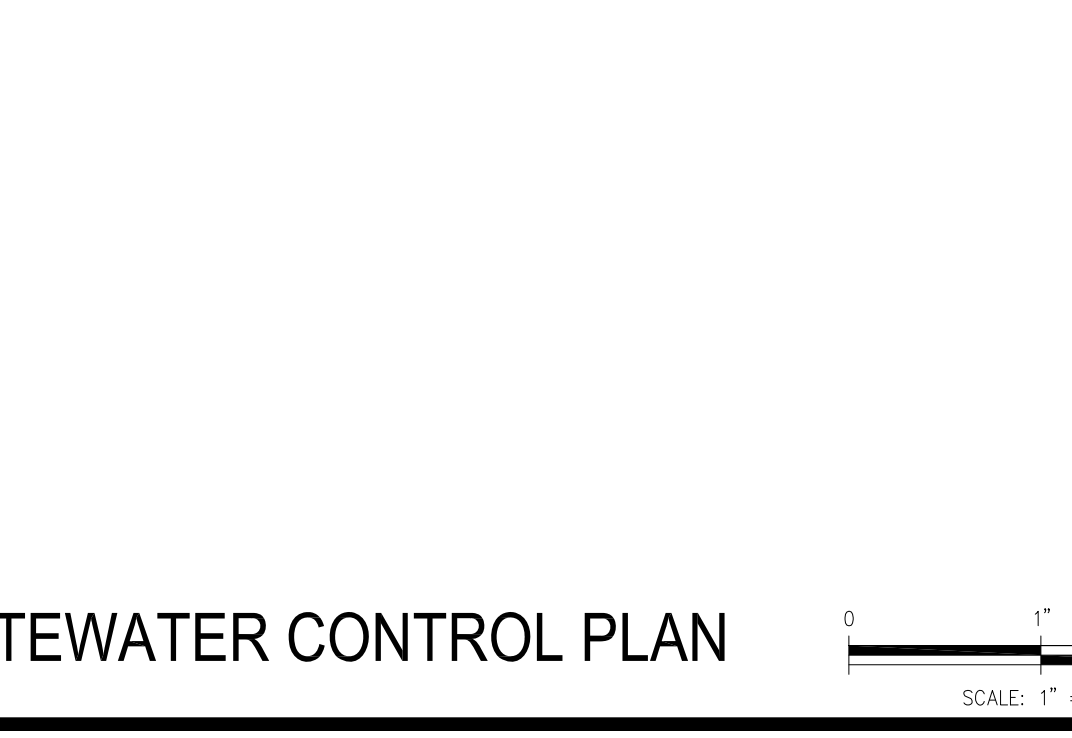 TEWATER CONTROL PLAN
0 1”
SCALE: 1” =